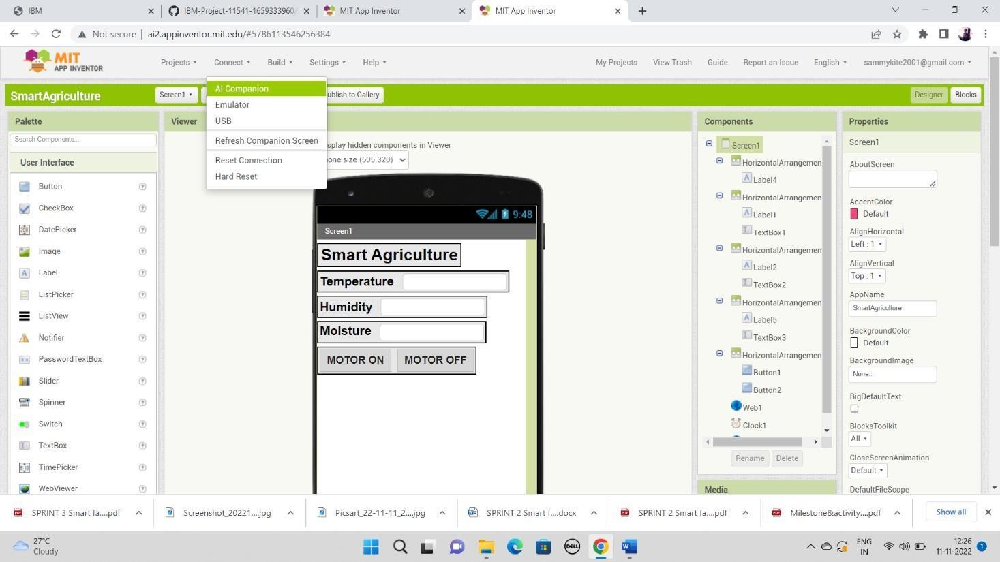 IBM
IBM-Project-11541-1659333960/
MIT App Inventor
MIT App Inventor
Not secure
ai2.appinventor.mit.edu/#5786113546256384
MIT
APP INVENTOR
Projects
Connect
Build
Settings
Help
My Projects
View Trash
Guide
Report an Issue
English
sammykite2001@gmail.com
SmartAgriculture
Screen1
ublish to Gallery
Designer
Blocks
AI Companion
Emulator
USB
Refresh Companion Screen
Reset Connection
Hard Reset
Palette
Search Components...
User Interface
Button
CheckBox
DatePicker
Image
Label
ListPicker
ListView
Notifier
PasswordTextBox
Slider
Spinner
Switch
TextBox
TimePicker
WebViewer
Viewer
splay hidden components in Viewer
one size (505,320)
9:48
Screen1
Smart Agriculture
Temperature
Humidity
Moisture
MOTOR ON
MOTOR OFF
Components
Screen1
HorizontalArrangemen
Label4
HorizontalArrangemen
Label1
TextBox1
HorizontalArrangemen
Label2
TextBox2
HorizontalArrangemen
Label5
TextBox3
HorizontalArrangemen
Button1
Button2
Web1
Clock1
Rename
Delete
Media
Properties
Screen1
AboutScreen
AccentColor
Default
AlignHorizontal
Left : 1
AlignVertical
Top : 1
AppName
SmartAgriculture
BackgroundColor
Default
BackgroundImage
None...
BigDefaultText
BlocksToolkit
All
CloseScreenAnimation
Default
DefaultFileScope
SPRINT 3 Smart fa....pdf
Screenshot_20221....jpg
Picsart_22-11-11_2....jpg
SPRINT 2 Smart f....docx
SPRINT 2 Smart fa....pdf
Milestone&activity....pdf
Show all
27°C
Cloudy
DELL
ENG
IN
12:26
11-11-2022
1